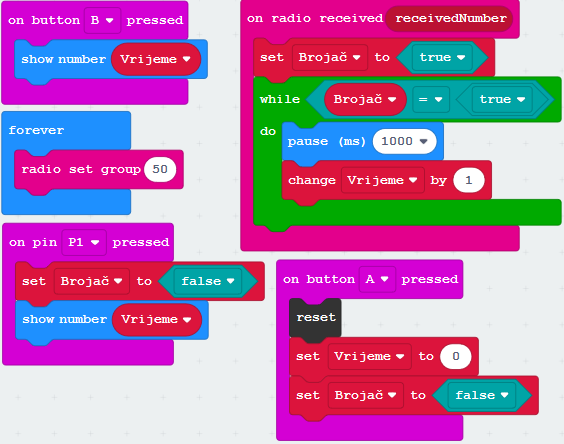 on button B pressed
show number Vrijeme
forever
radio set group 50
on pin P1 pressed
set Brojač to false
show number Vrijeme
on radio received receivedNumber
set Brojač to true
while Brojač = true
do pause (ms) 1000
change Vrijeme by 1
on button A pressed
reset
set Vrijeme to 0
set Brojač to false